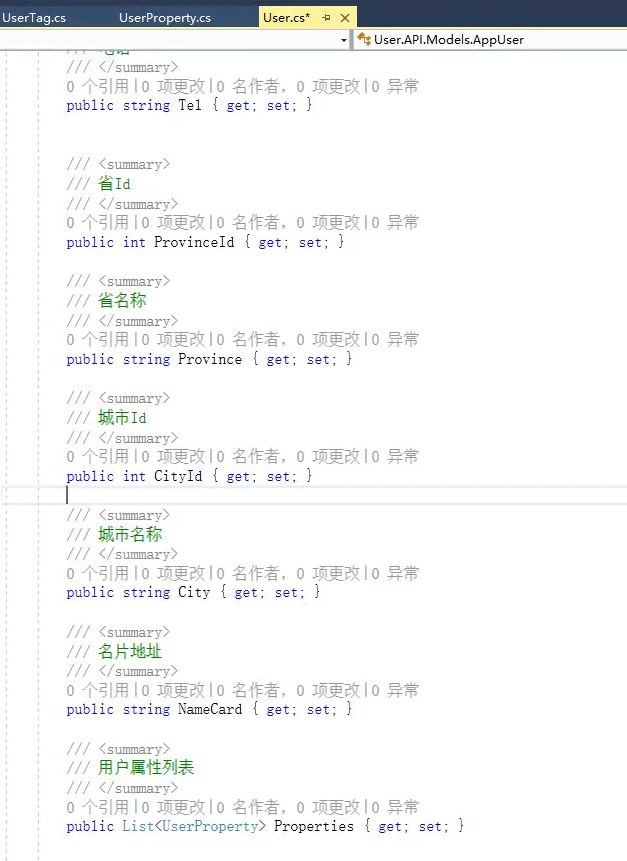 UserTag.cs UserProperty.cs User.cs*
User.API.Models.AppUser
/// </summary>
0 个引用|0 项更改|0 名作者, 0 项更改|0 异常
public string Tel { get; set; }
/// <summary>
/// 省Id
/// </summary>
0 个引用|0 项更改|0 名作者, 0 项更改|0 异常
public int ProvinceId { get; set; }
/// <summary>
/// 省名称
/// </summary>
0 个引用|0 项更改|0 名作者, 0 项更改|0 异常
public string Province { get; set; }
/// <summary>
/// 城市Id
/// </summary>
0 个引用|0 项更改|0 名作者, 0 项更改|0 异常
public int CityId { get; set; }
/// <summary>
/// 城市名称
/// </summary>
0 个引用|0 项更改|0 名作者, 0 项更改|0 异常
public string City { get; set; }
/// <summary>
/// 名片地址
/// </summary>
0 个引用|0 项更改|0 名作者, 0 项更改|0 异常
public string NameCard { get; set; }
/// <summary>
/// 用户属性列表
/// </summary>
0 个引用|0 项更改|0 名作者, 0 项更改|0 异常
public List<UserProperty> Properties { get; set; }